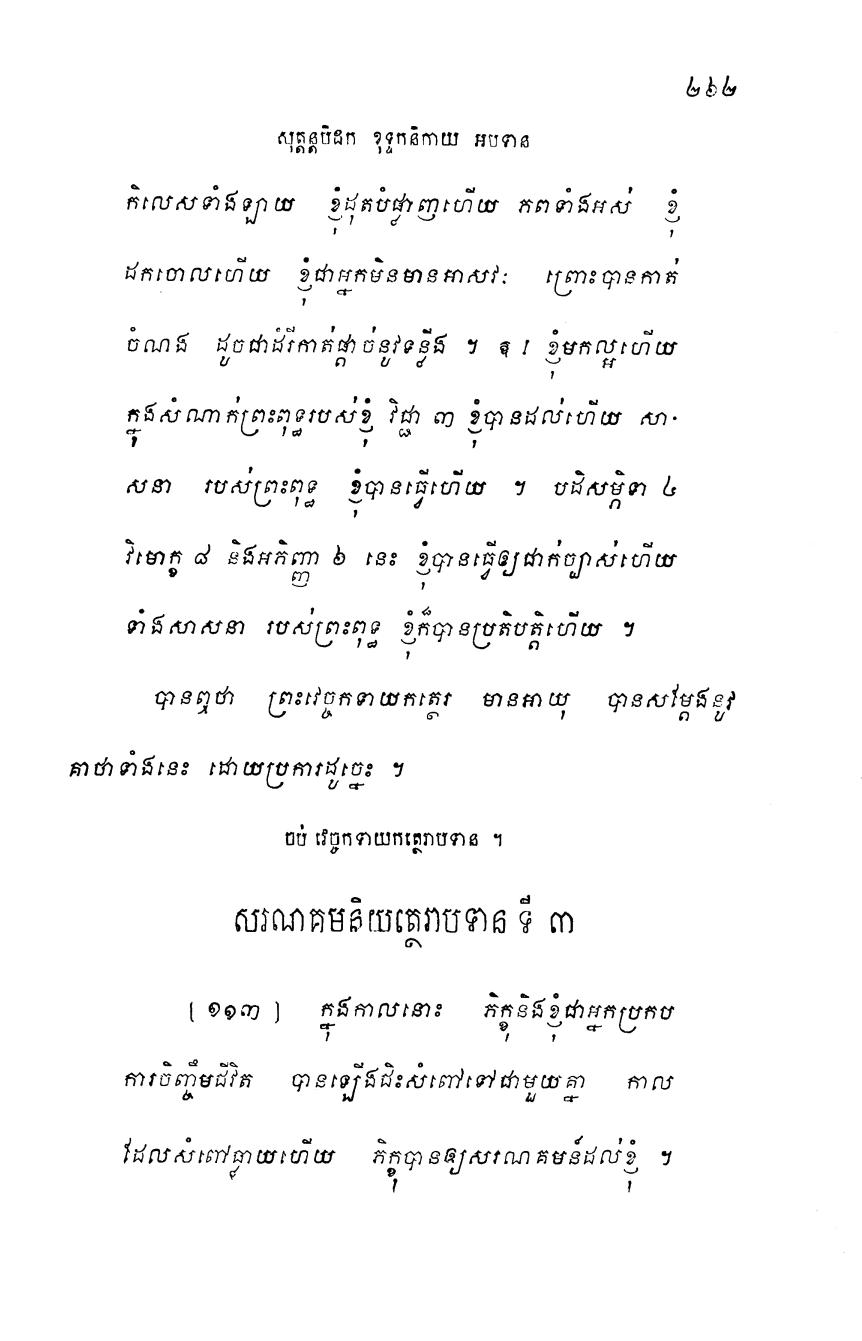 ២៦២
សុត្តន្តបិដក ខុទ្ទកនិកាយ អបទាន
កិលេសទាំងឡាយ ខ្ញុំដុតបំផ្លាញហើយ ភពទាំងអស់ ខ្ញុំ
ដកចោលហើយ ខ្ញុំជាអ្នកមិនមានអាសវៈ ព្រោះបានកាត់
ចំណង ដូចជាដំរីកាត់ផ្តាច់នូវទន្លីង ។ ឱ ! ខ្ញុំមកល្អហើយ
ក្នុងសំណាក់ព្រះពុទ្ធរបស់ខ្ញុំ វិជ្ជា ៣ ខ្ញុំបានដល់ហើយ សា-
សនា របស់ព្រះពុទ្ធ ខ្ញុំបានធ្វើហើយ ។ បដិសម្ភិទា ៤
វិមោក្ខ ៨ និងអភិញ្ញា ៦ នេះ ខ្ញុំបានធ្វើឲ្យជាក់ច្បាស់ហើយ
ទាំងសាសនា របស់ព្រះពុទ្ធ ខ្ញុំក៏បានប្រតិបត្តិហើយ ។
បានឮថា ព្រះវេច្ចកទាយកត្ថេរ មានអាយុ បានសម្តែងនូវ
គាថាទាំងនេះ ដោយប្រការដូច្នេះ ។
ចប់ វេច្ចកទាយកត្ថេរាបទាន ។
សរណគមនិយត្ថេរាបទាន ទី ៣
[ ១១៣ ] ក្នុងកាលនោះ ភិក្ខុនិងខ្ញុំជាអ្នកប្រកប
ការចិញ្ចឹមជីវិត បានឡើងជិះសំពៅទៅជាមួយគ្នា កាល
ដែលសំពៅធ្លាយហើយ ភិក្ខុបានឲ្យសរណគមន៍ដល់ខ្ញុំ ។